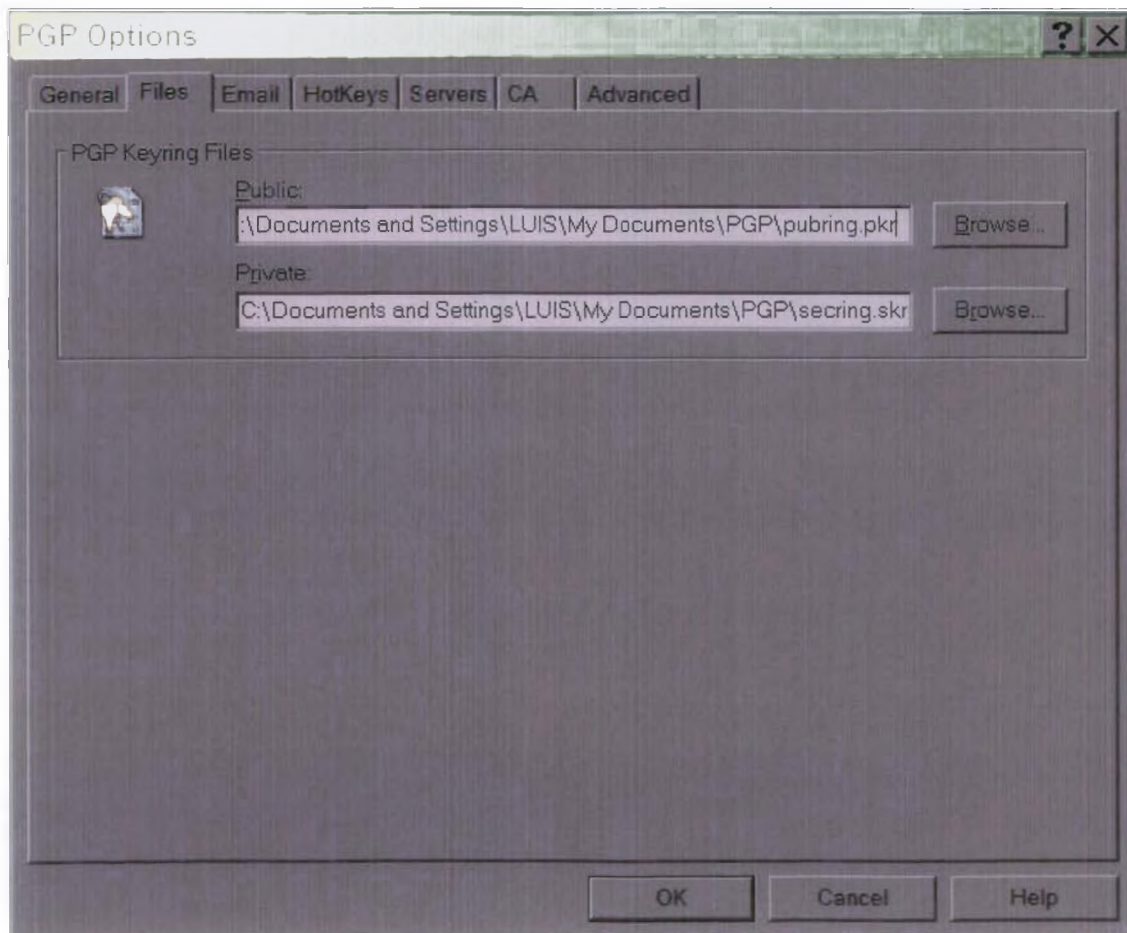 PGP Options
?
General Files Email HotKeys Servers CA Advanced
PGP Keyring Files
Public:
:\Documents and Settings\LUIS\My Documents\PGP\pubring.pkr
Browse...
Private:
C:\Documents and Settings\LUIS\My Documents\PGP\secring.skr
Browse...
OK Cancel Help